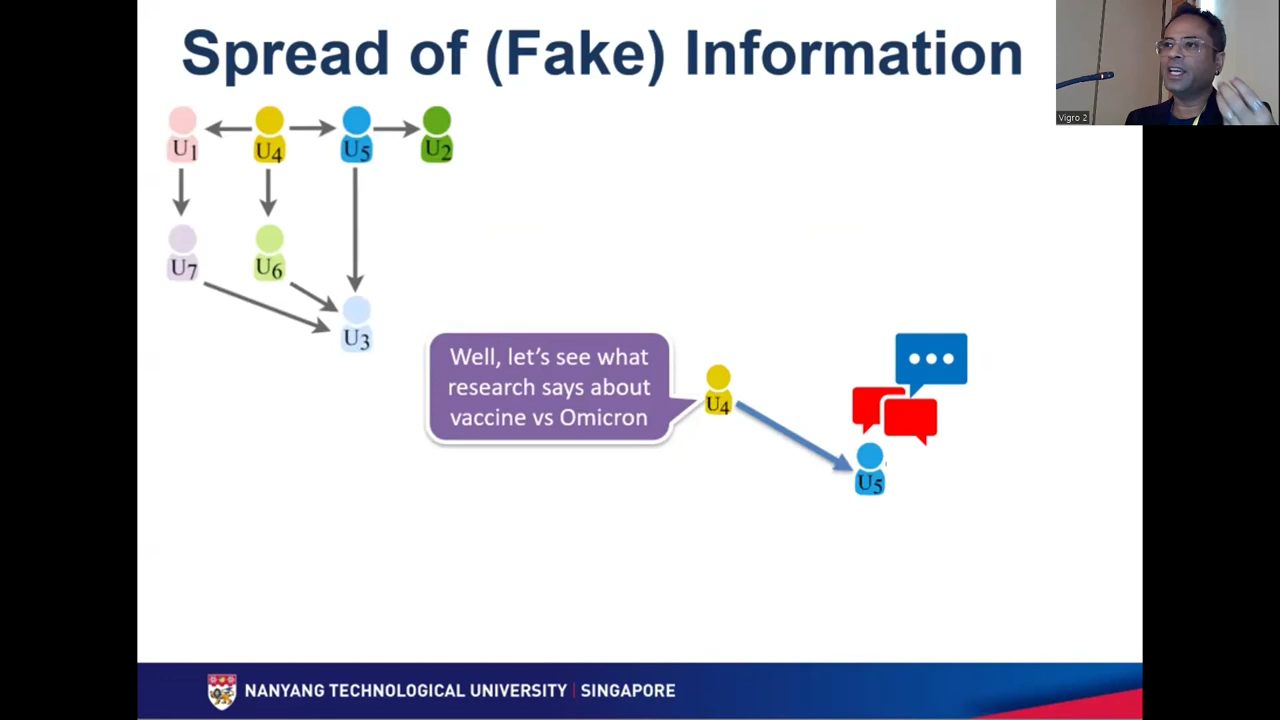 Spread of (Fake) Information
Vigro 2
U1
U4
U5
U2
U7
U6
U3
Well, let's see what
research says about
vaccine vs Omicron
U4
U5
NANYANG TECHNOLOGICAL UNIVERSITY | SINGAPORE